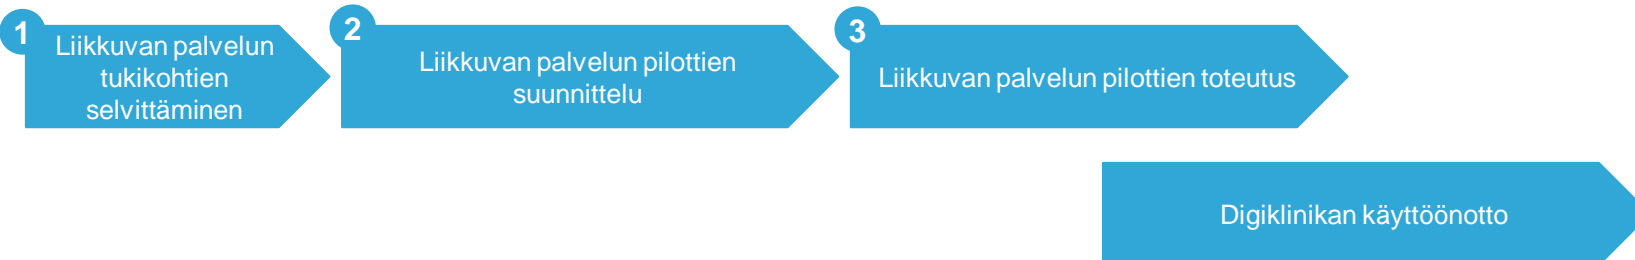 1
Liikkuvan palvelun
tukikohtien
selvittäminen
2
Liikkuvan palvelun pilottien
suunnittelu
3
Liikkuvan palvelun pilottien toteutus
Digiklinikan käyttöönotto